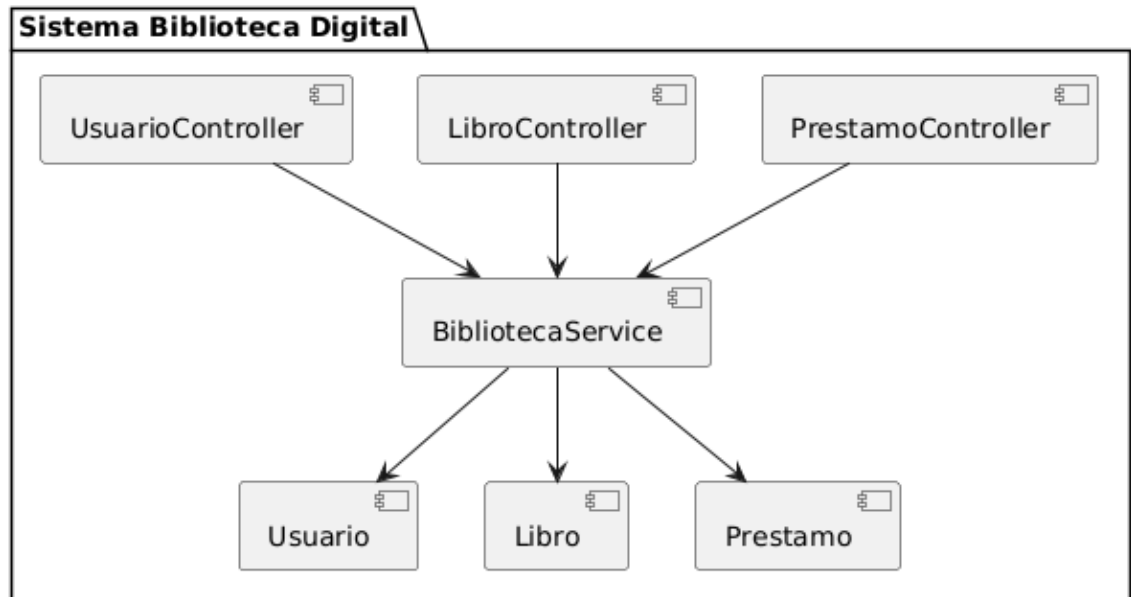 Sistema Biblioteca Digital
UsuarioController
LibroController
PrestamoController
BibliotecaService
Usuario
Libro
Prestamo